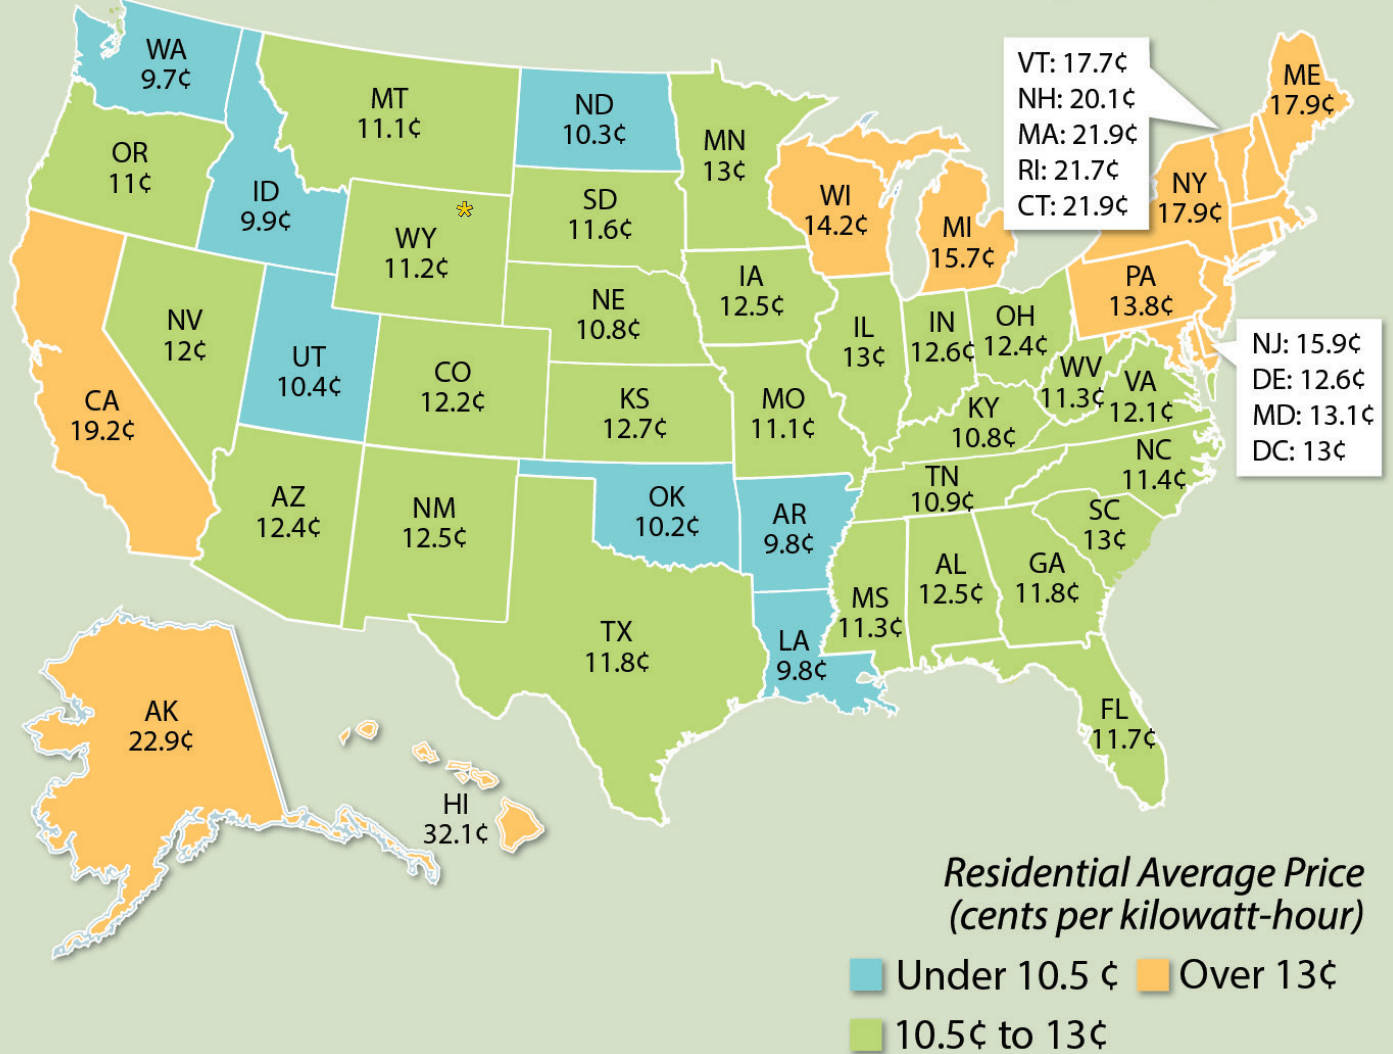 WA
9.7¢
MT
11.1¢
ND
10.3¢
MN
13¢
VT: 17.7¢
NH: 20.1¢
MA: 21.9¢
RI: 21.7¢
CT: 21.9¢
ME
17.9¢
OR
11¢
ID
9.9¢
WY
11.2¢
*
SD
11.6¢
WI
14.2¢
MI
15.7¢
NY
17.9¢
NV
12¢
UT
10.4¢
CO
12.2¢
NE
10.8¢
IA
12.5¢
IL
13¢
IN
12.6¢
OH
12.4¢
PA
13.8¢
NJ: 15.9¢
DE: 12.6¢
MD: 13.1¢
DC: 13¢
CA
19.2¢
KS
12.7¢
MO
11.1¢
KY
10.8¢
WV
11.3¢
VA
12.1¢
NC
11.4¢
TN
10.9¢
SC
13¢
AZ
12.4¢
NM
12.5¢
OK
10.2¢
AR
9.8¢
MS
11.3¢
AL
12.5¢
GA
11.8¢
TX
11.8¢
LA
9.8¢
FL
11.7¢
AK
22.9¢
HI
32.1¢
Residential Average Price
(cents per kilowatt-hour)
Under 10.5 ¢
Over 13¢
10.5¢ to 13¢